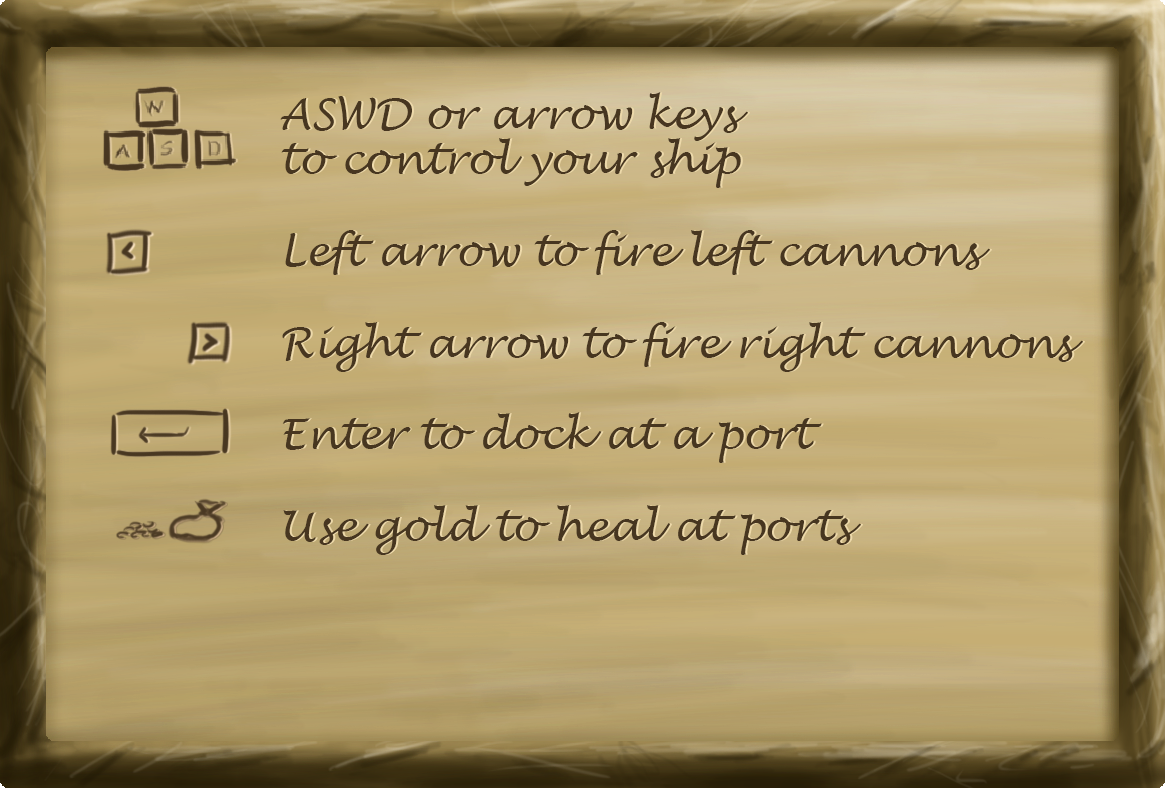 W
ASWD or arrow keys
A S D
to control your ship
< Left arrow to fire left cannons
> Right arrow to fire right cannons
Enter to dock at a port
Use gold to heal at ports